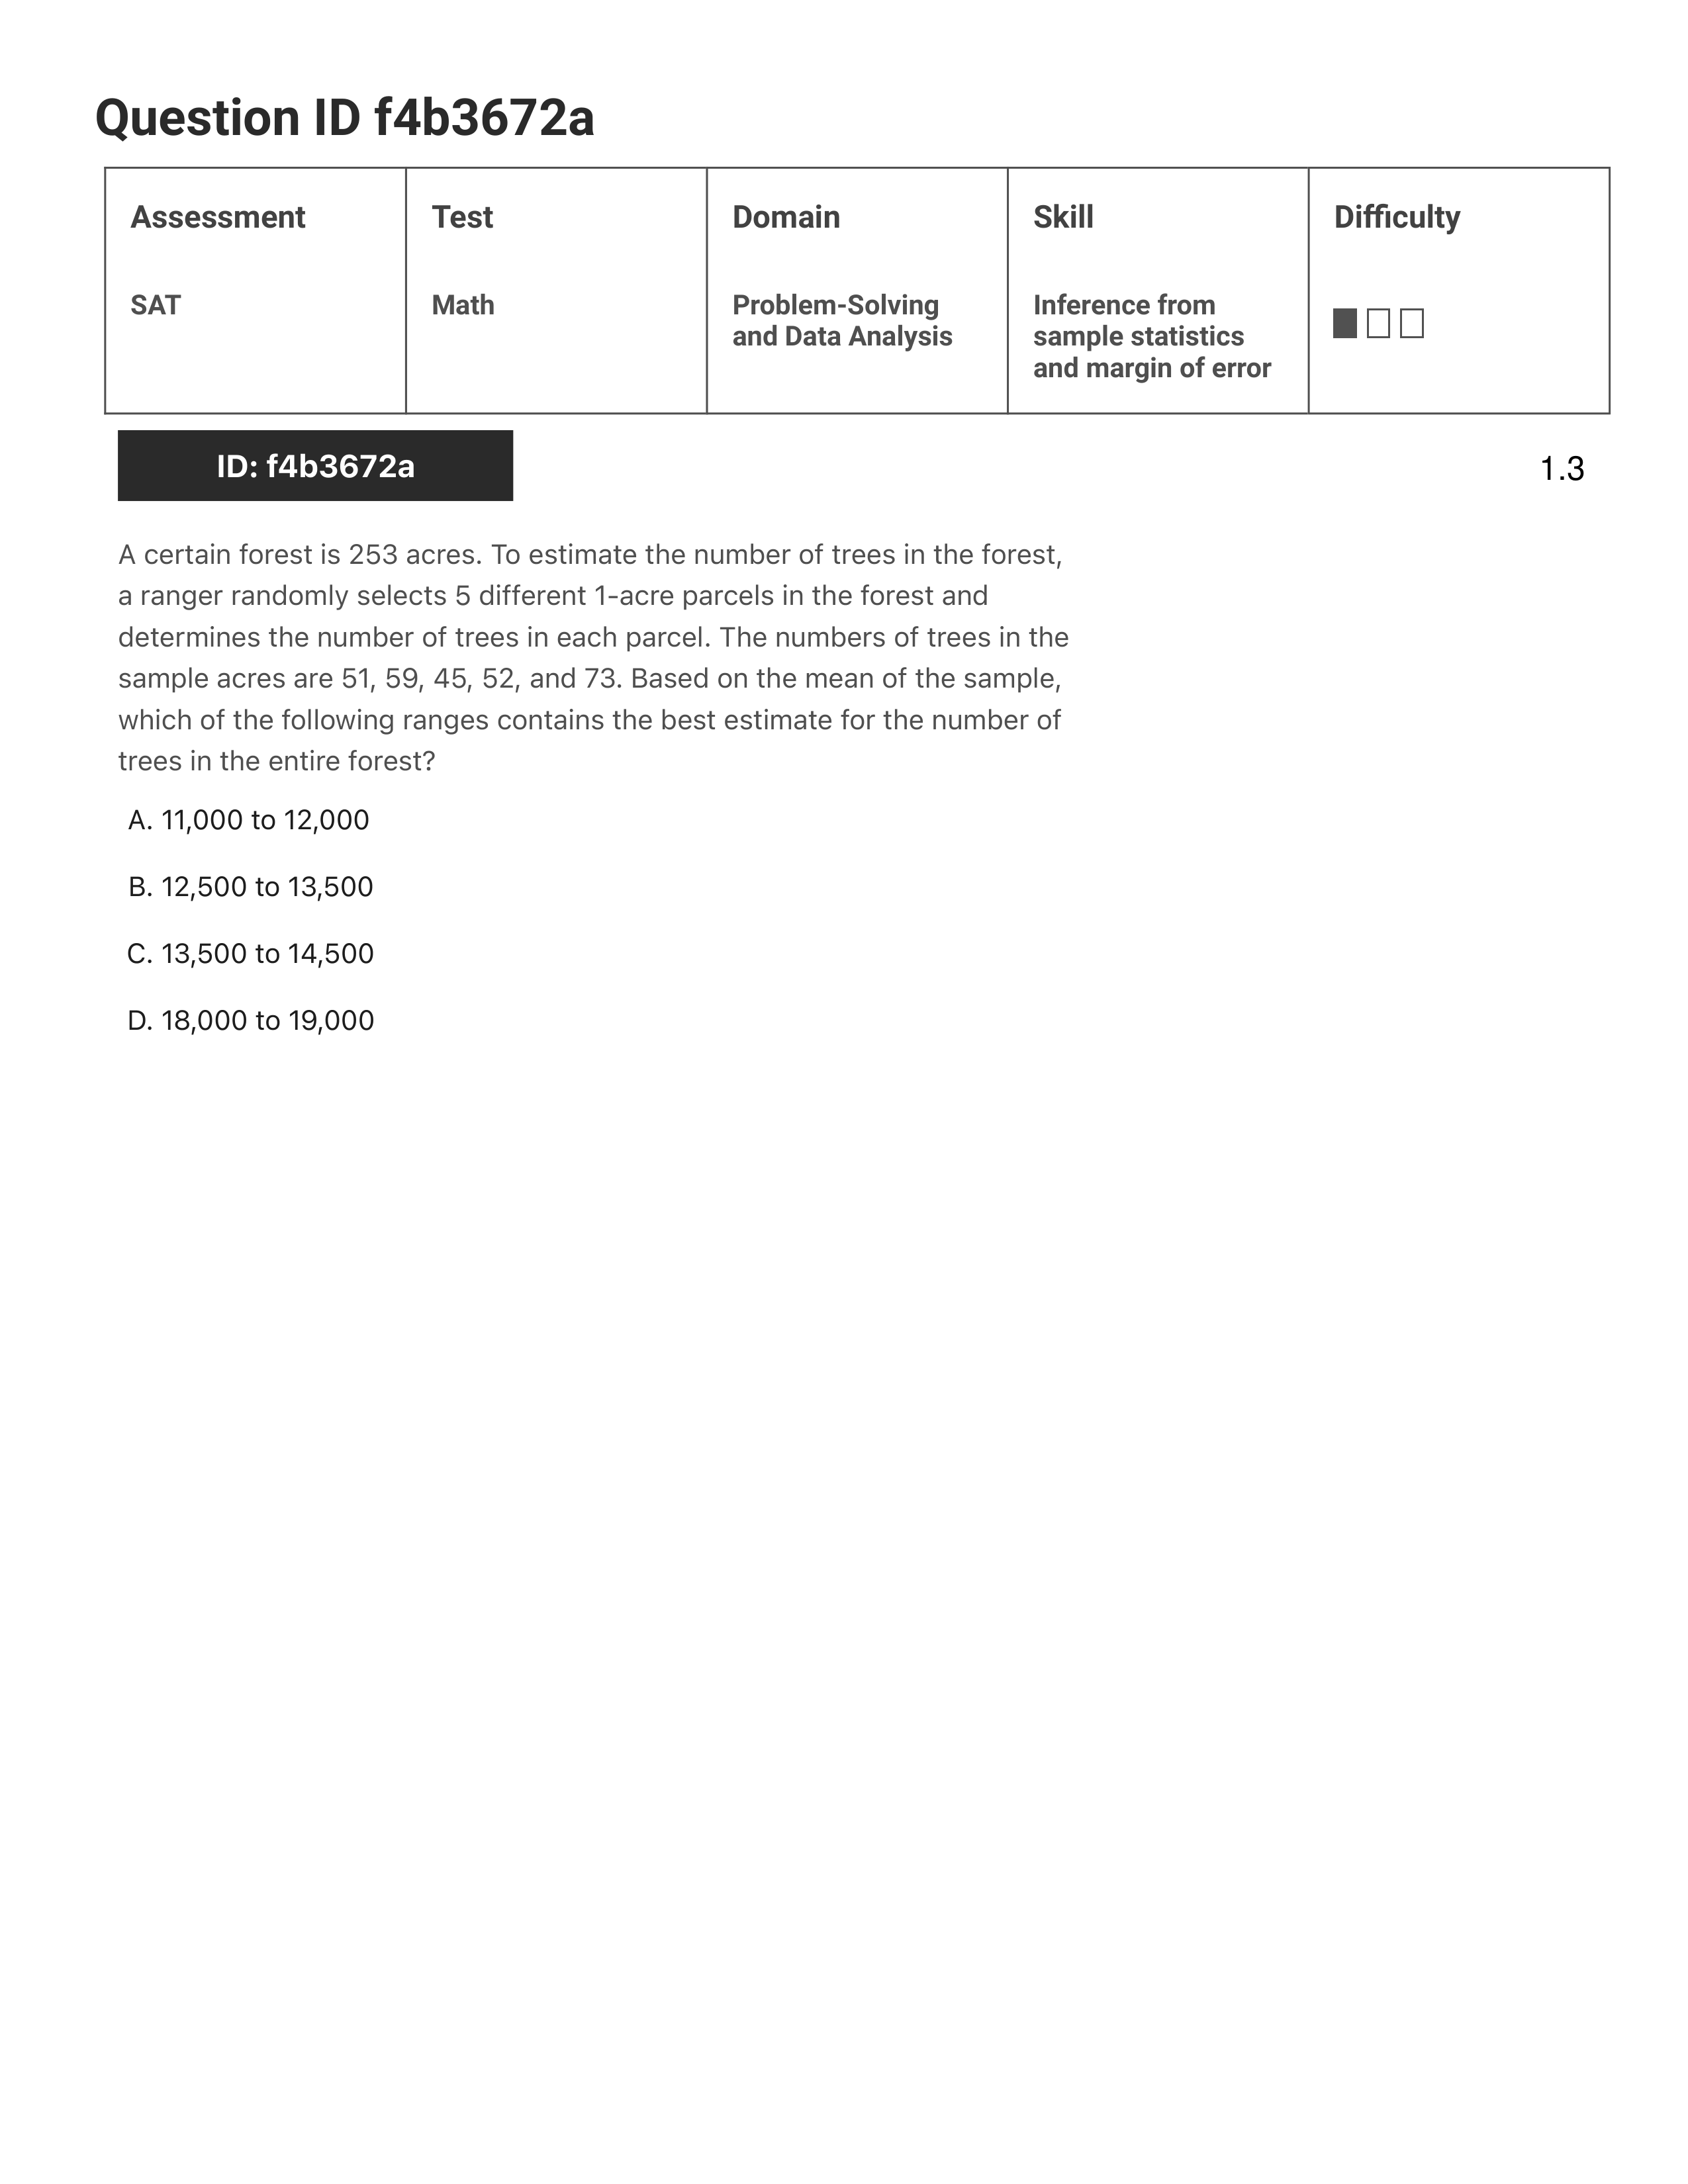 Question ID f4b3672a
Assessment
Test
Domain
Skill
Difficulty
SAT
Math
Problem-Solving
and Data Analysis
Inference from
sample statistics
and margin of error
ID: f4b3672a
1.3
A certain forest is 253 acres. To estimate the number of trees in the forest,
a ranger randomly selects 5 different 1-acre parcels in the forest and
determines the number of trees in each parcel. The numbers of trees in the
sample acres are 51, 59, 45, 52, and 73. Based on the mean of the sample,
which of the following ranges contains the best estimate for the number of
trees in the entire forest?
A. 11,000 to 12,000
B. 12,500 to 13,500
C. 13,500 to 14,500
D. 18,000 to 19,000